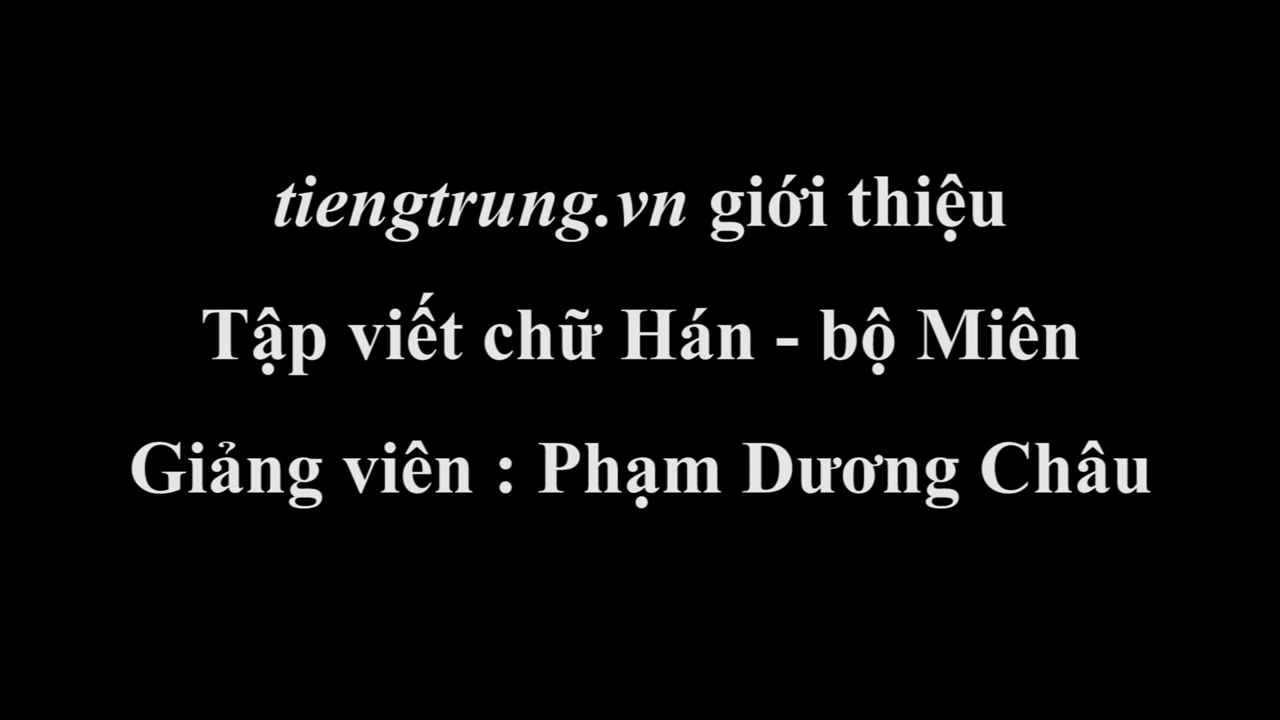 tiengtrung.vn giới thiệu
Tập viết chữ Hán - bộ Miên
Giảng viên : Phạm Dương Châu